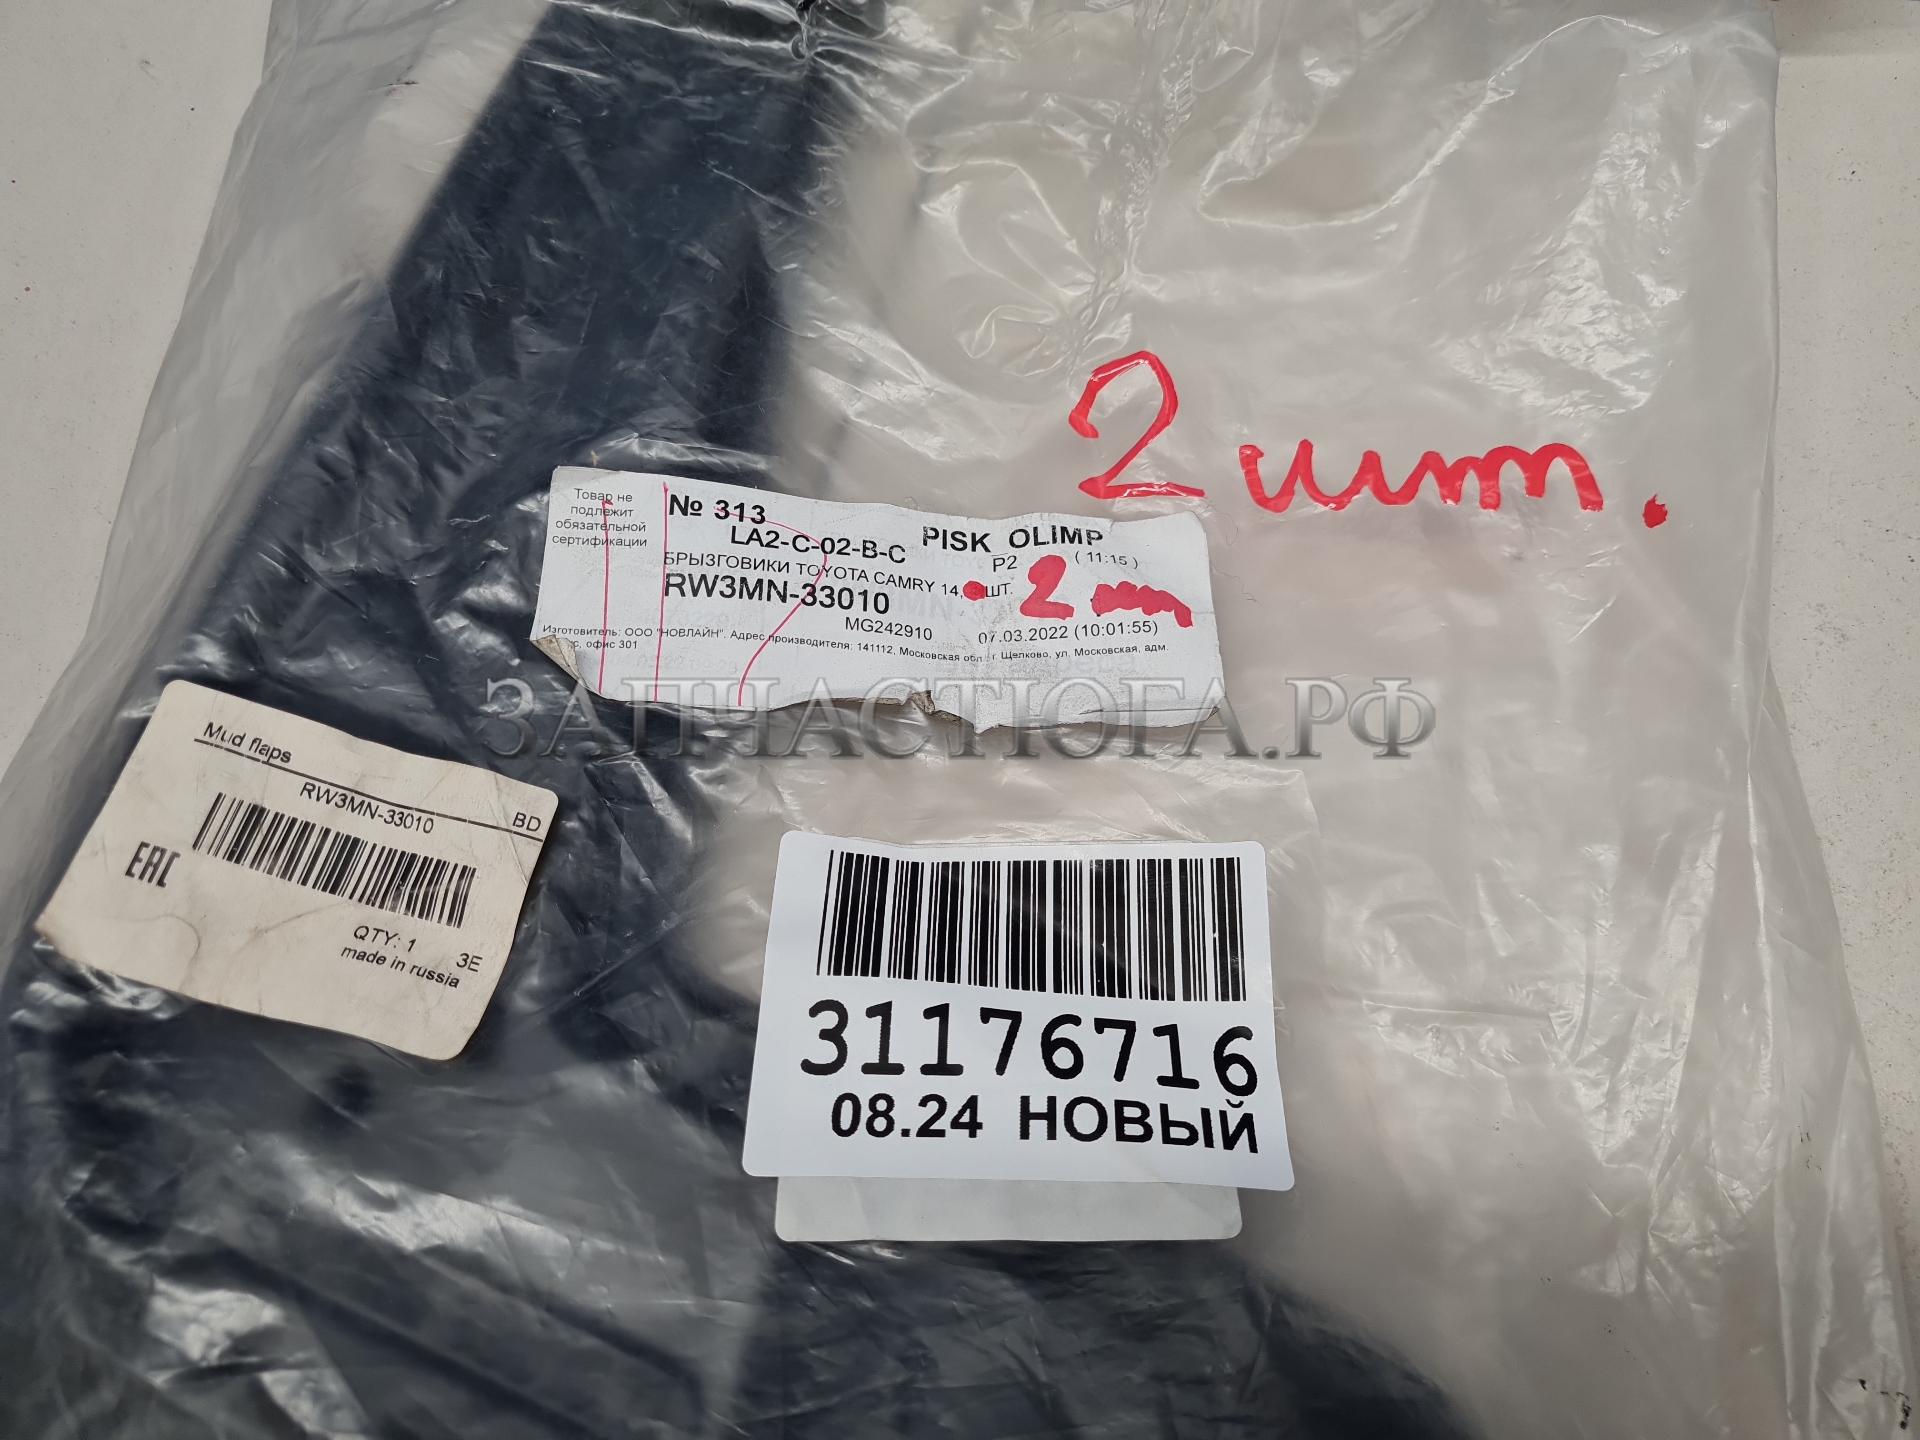 2 шт.
Товар не
подлежит
обязательной
сертификации
№ 313
LA2-C-02-B-C
PISK OLIMP
P2
( 11:15 )
БРЫЗГОВИКИ TOYOTA CAMRY 14, ШТ.
2 шт
RW3MN-33010
MG242910
07.03.2022 (10:01:55)
Изготовитель: ООО "НОВЛАЙН". Адрес производителя: 141112, Московская обл г. Щелково, ул. Московская, адм.
офис 301
ЗАПЧАСТЮГА.РФ
Mud flaps
BD
RW3MN-33010
EAC
QTY: 1
3E
made in russia
31176716
08.24 НОВЫЙ